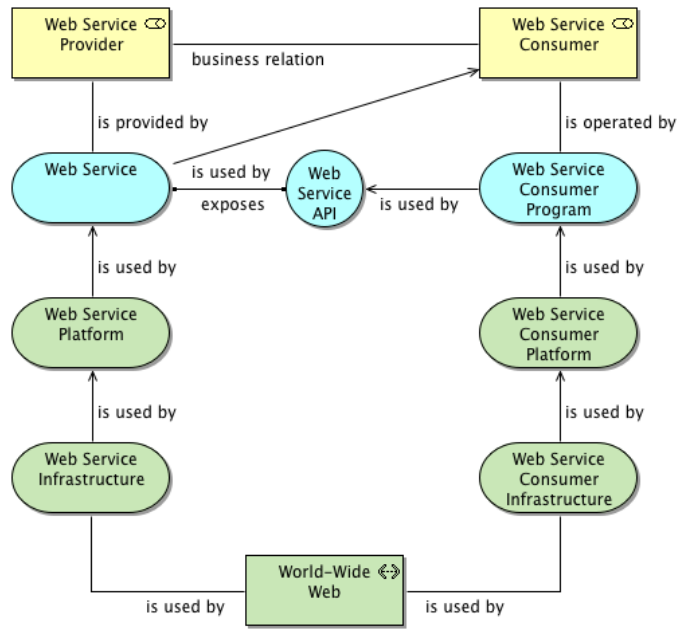 Web Service
Provider
Web Service
Consumer
business relation
is provided by
is operated by
Web Service
is used by
exposes
Web
Service
API
is used by
Web Service
Consumer
Program
is used by
is used by
Web Service
Platform
Web Service
Consumer
Platform
is used by
is used by
Web Service
Infrastructure
Web Service
Consumer
Infrastructure
World-Wide
Web
is used by
is used by